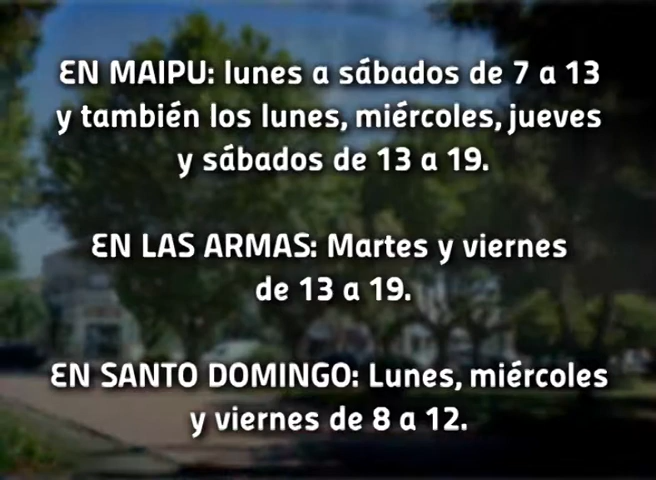 EN MAIPU: lunes a sábados de 7 a 13
y también los lunes, miércoles, jueves
y sábados de 13 a 19.
EN LAS ARMAS: Martes y viernes
de 13 a 19.
EN SANTO DOMINGO: Lunes, miércoles
y viernes de 8 a 12.